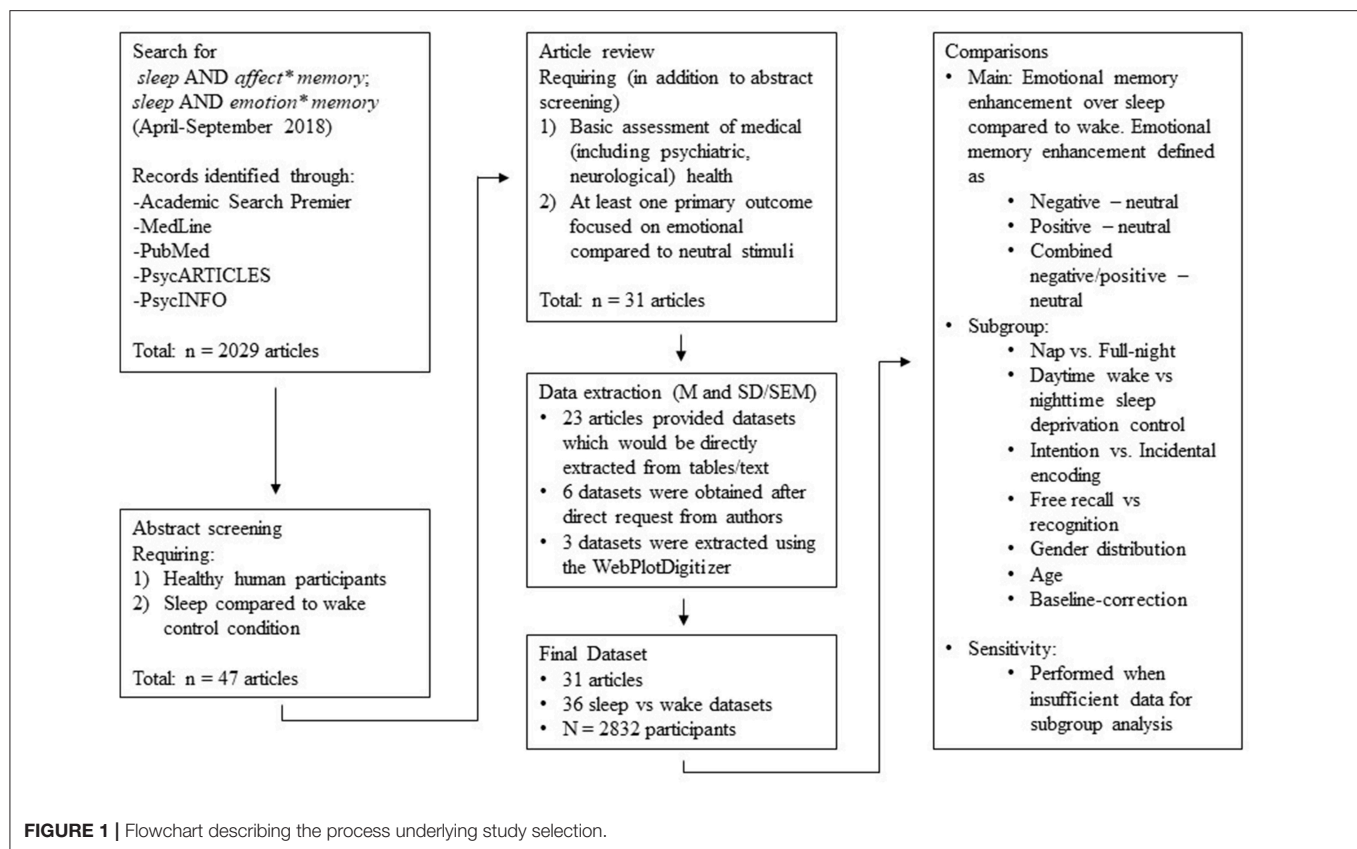 Search for
sleep AND affect* memory;
sleep AND emotion* memory
(April-September 2018)
Records identified through:
-Academic Search Premier
-MedLine
-PubMed
-PsycARTICLES
-PsycINFO
Total: n = 2029 articles
Abstract screening
Requiring:
1) Healthy human participants
2) Sleep compared to wake
control condition
Total: n = 47 articles
Article review
Requiring (in addition to abstract
screening)
1) Basic assessment of medical
(including psychiatric,
neurological) health
2) At least one primary outcome
focused on emotional
compared to neutral stimuli
Total: n = 31 articles
Data extraction (M and SD/SEM)
• 23 articles provided datasets
which would be directly
extracted from tables/text
• 6 datasets were obtained after
direct request from authors
• 3 datasets were extracted using
the WebPlotDigitizer
Final Dataset
• 31 articles
• 36 sleep vs wake datasets
• N = 2832 participants
Comparisons
• Main: Emotional memory
enhancement over sleep
compared to wake. Emotional
memory enhancement defined
as
• Negative – neutral
• Positive – neutral
• Combined
negative/positive –
neutral
• Subgroup:
• Nap vs. Full-night
• Daytime wake vs
nighttime sleep
deprivation control
• Intention vs. Incidental
encoding
• Free recall vs
recognition
• Gender distribution
• Age
• Baseline-correction
• Sensitivity:
• Performed when
insufficient data for
subgroup analysis
FIGURE 1 | Flowchart describing the process underlying study selection.